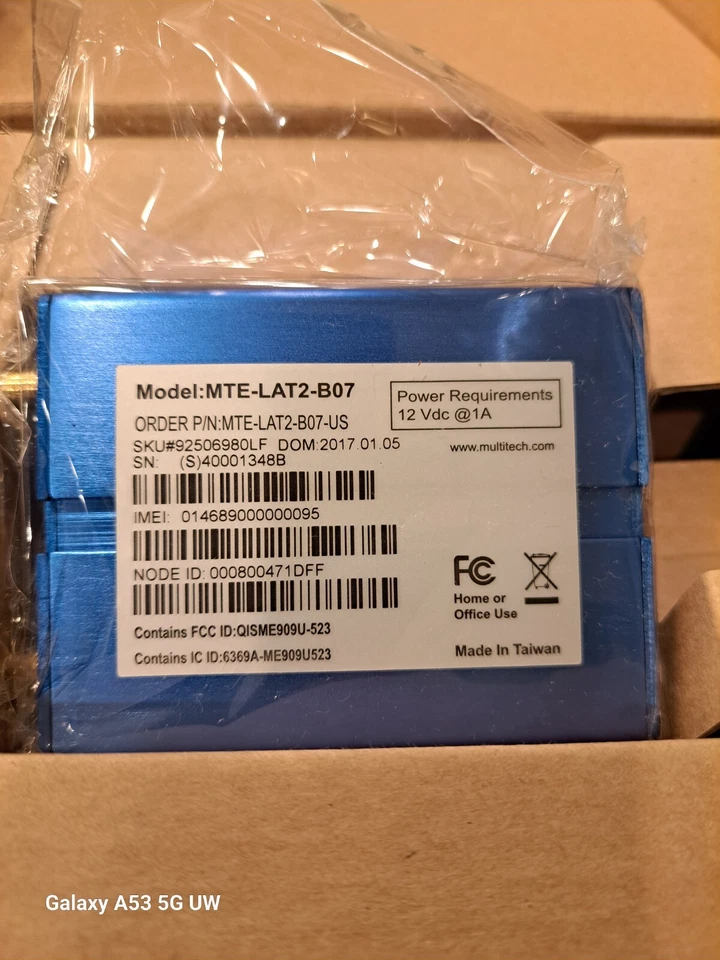 Model:MTE-LAT2-B07
Power Requirements
12 Vdc @1A
ORDER P/N:MTE-LAT2-B07-US
SKU#92506980LF DOM:2017.01.05
www.multitech.com
SN: (S)40001348B
IMEI: 014689000000095
NODE ID:000800471DFF
FC
Home or
Office Use
Contains FCC ID:QISME909U-523
Contains IC ID:6369A-ME909U523
Made In Taiwan
Galaxy A53 5G UW